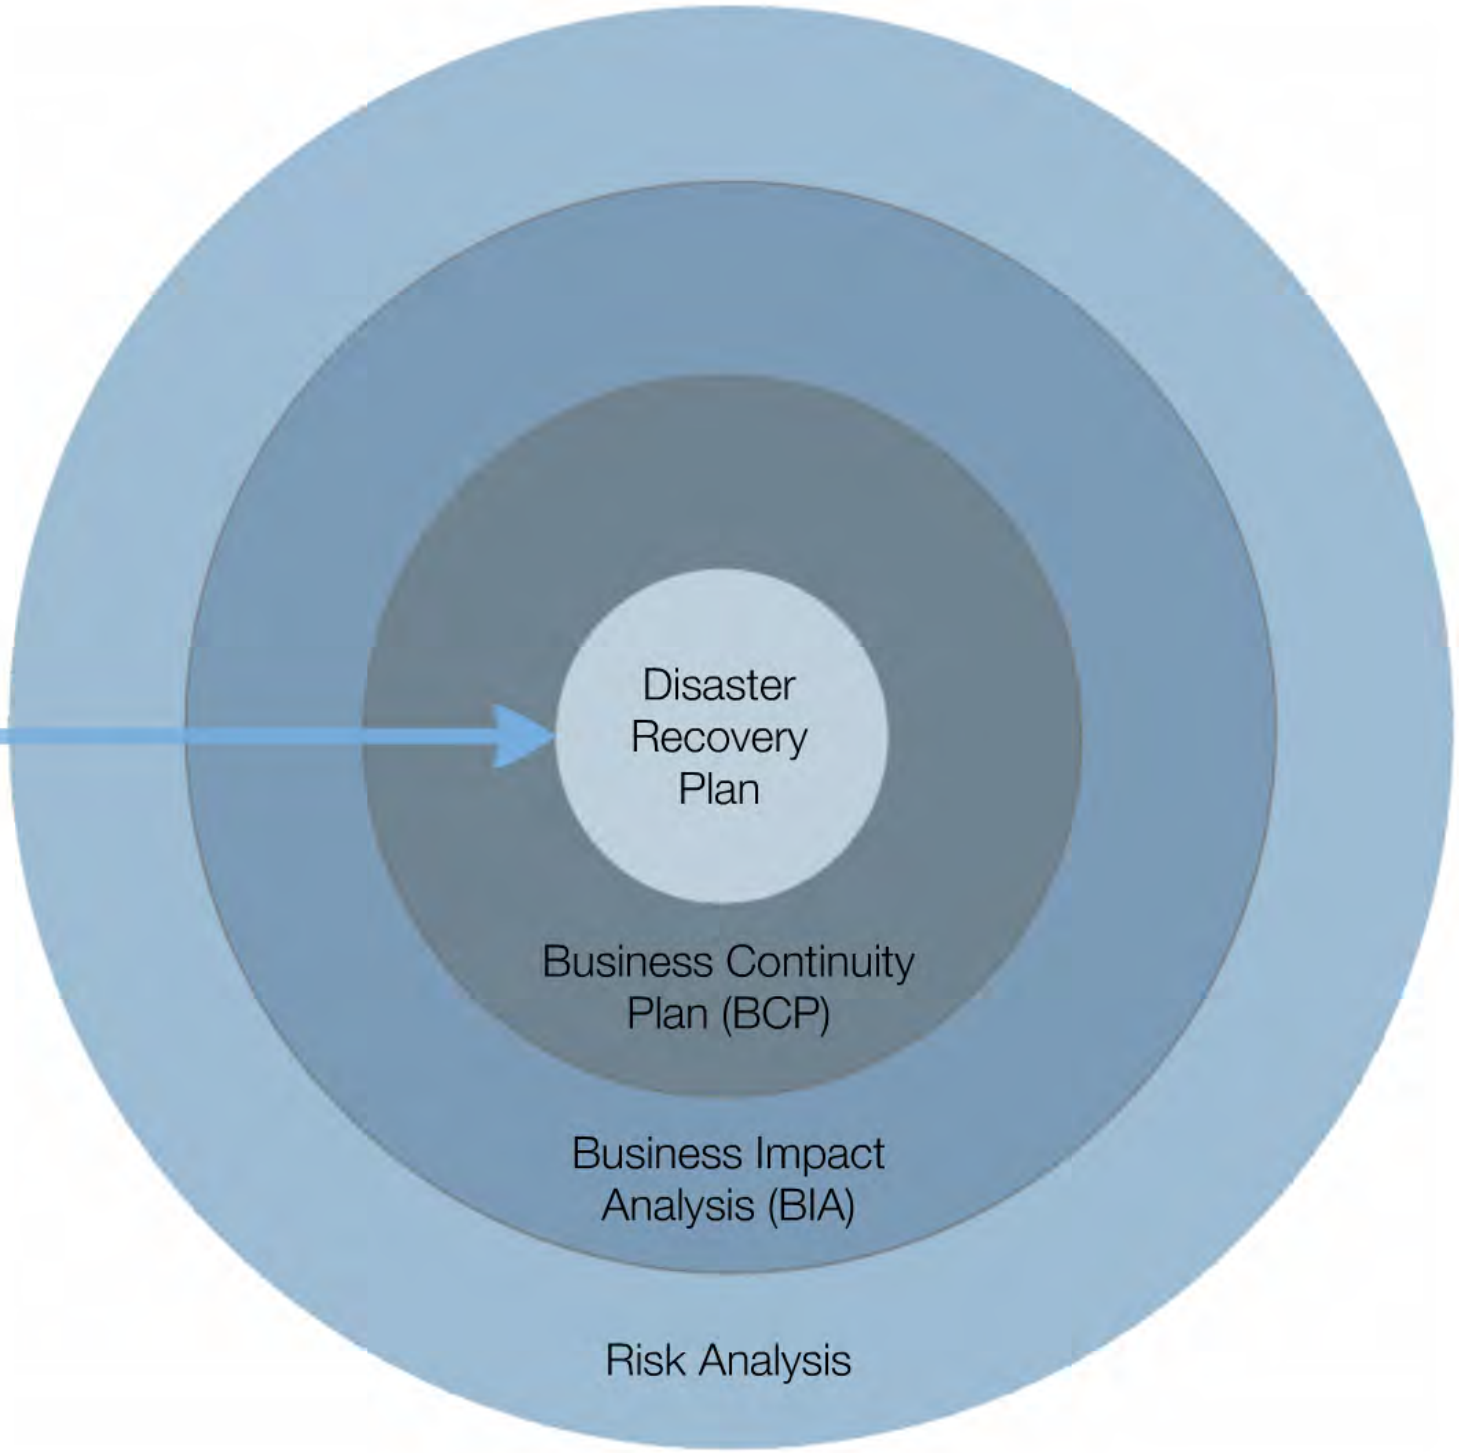 Disaster
Recovery
Plan
Business Continuity
Plan (BCP)
Business Impact
Analysis (BIA)
Risk Analysis